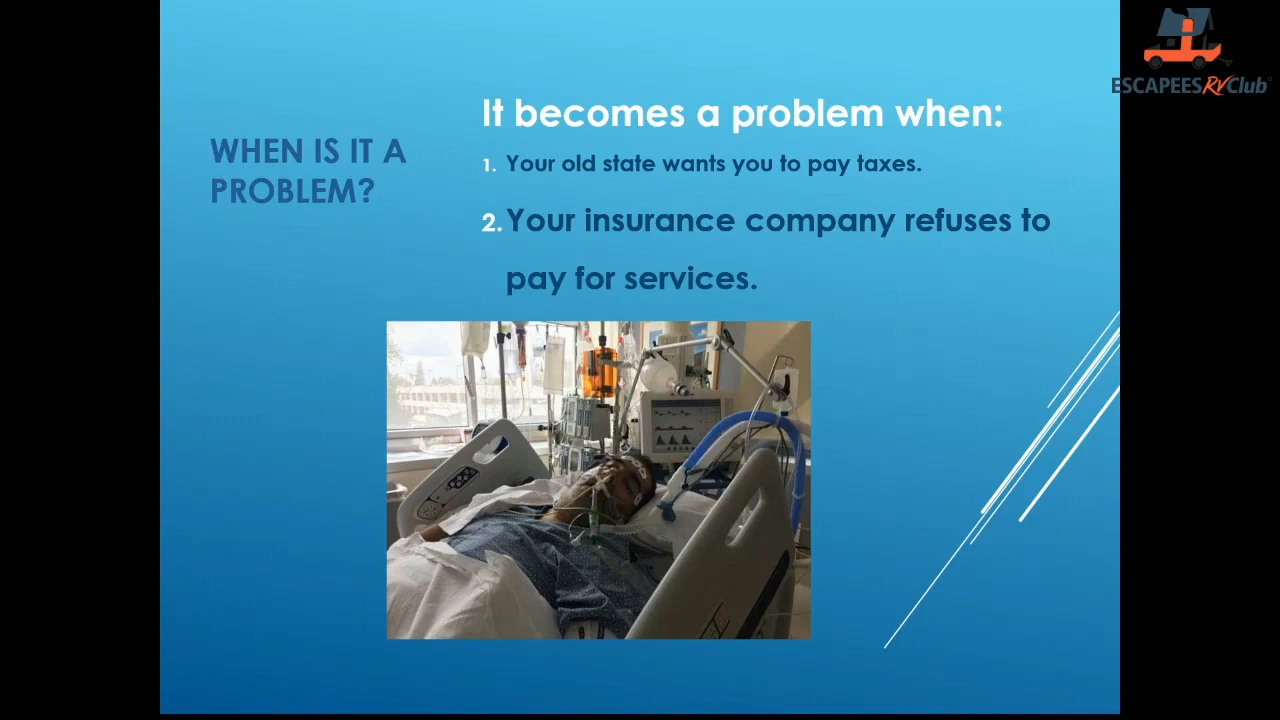 ESCAPEES RV Club
WHEN IS IT A
PROBLEM?
It becomes a problem when:
1. Your old state wants you to pay taxes.
2. Your insurance company refuses to
pay for services.